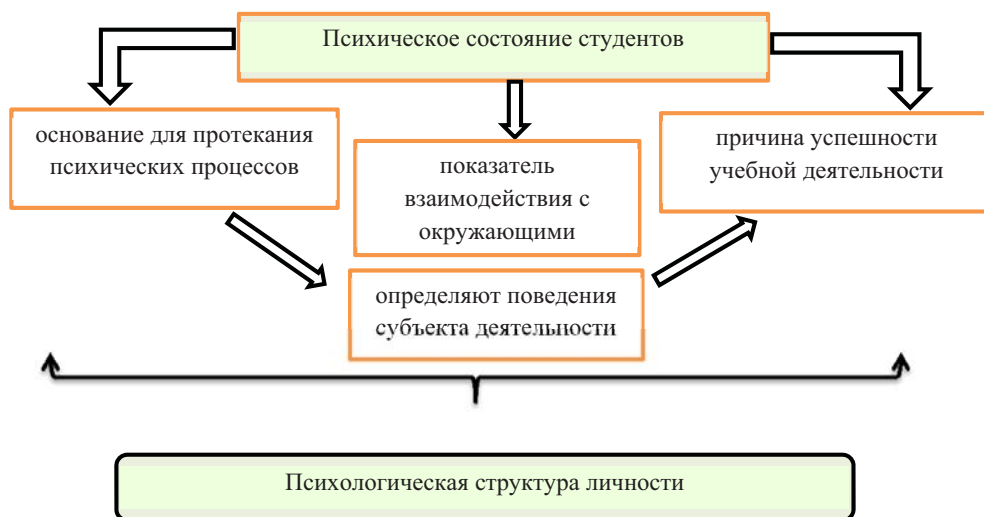 Психическое состояние студентов
основание для протекания
психических процессов
показатель
взаимодействия с
окружающими
причина успешности
учебной деятельности
определяют поведения
субъекта деятельности
Психологическая структура личности